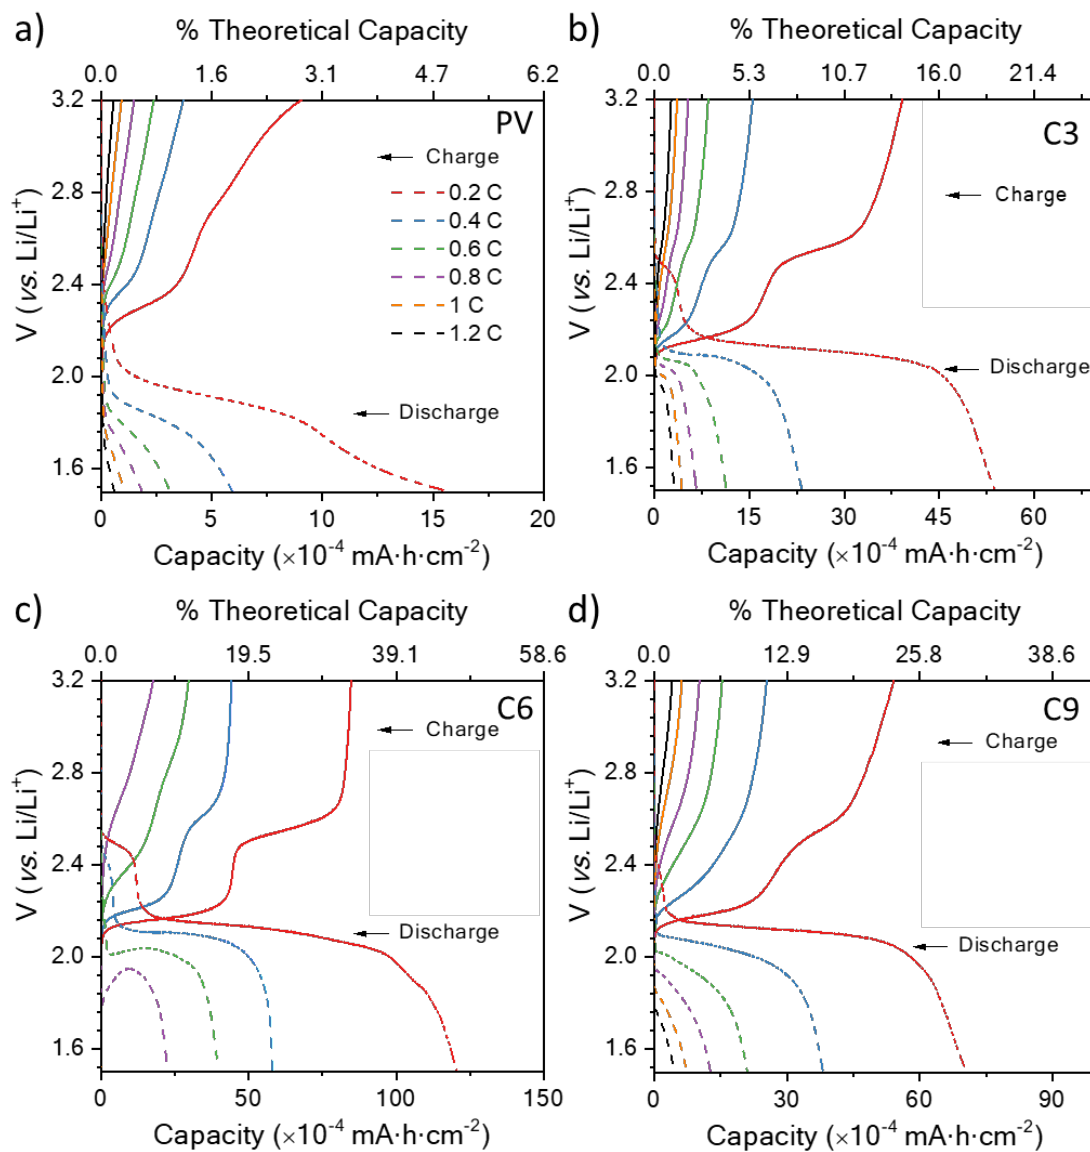 a)
% Theoretical Capacity
0.0 1.6 3.1 4.7 6.2
3.2
2.8
2.4
2.0
1.6
V (vs. Li/Li⁺)
PV
Charge
0.2 C
0.4 C
0.6 C
0.8 C
1 C
1.2 C
Discharge
0 5 10 15 20
Capacity (×10⁻⁴ mA·h·cm⁻²)
b)
% Theoretical Capacity
0.0 5.3 10.7 16.0 21.4
3.2
2.8
2.4
2.0
1.6
V (vs. Li/Li⁺)
C3
Charge
Discharge
0 15 30 45 60
Capacity (×10⁻⁴ mA·h·cm⁻²)
c)
% Theoretical Capacity
0.0 19.5 39.1 58.6
3.2
2.8
2.4
2.0
1.6
V (vs. Li/Li⁺)
C6
Charge
Discharge
0 50 100 150
Capacity (×10⁻⁴ mA·h·cm⁻²)
d)
% Theoretical Capacity
0.0 12.9 25.8 38.6
3.2
2.8
2.4
2.0
1.6
V (vs. Li/Li⁺)
C9
Charge
Discharge
0 30 60 90
Capacity (×10⁻⁴ mA·h·cm⁻²)